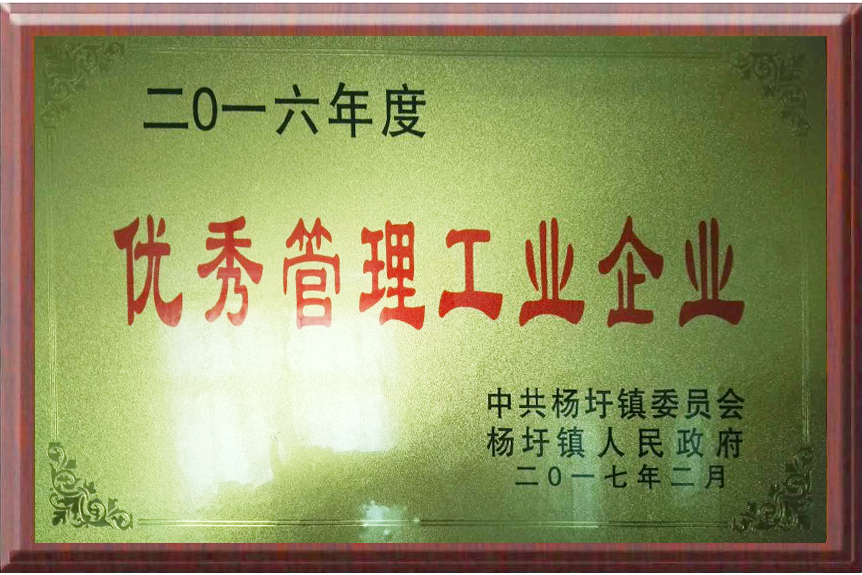 二0一六年度
优秀管理工业企业
中共杨圩镇委员会
杨圩镇人民政府
二0一七年二月